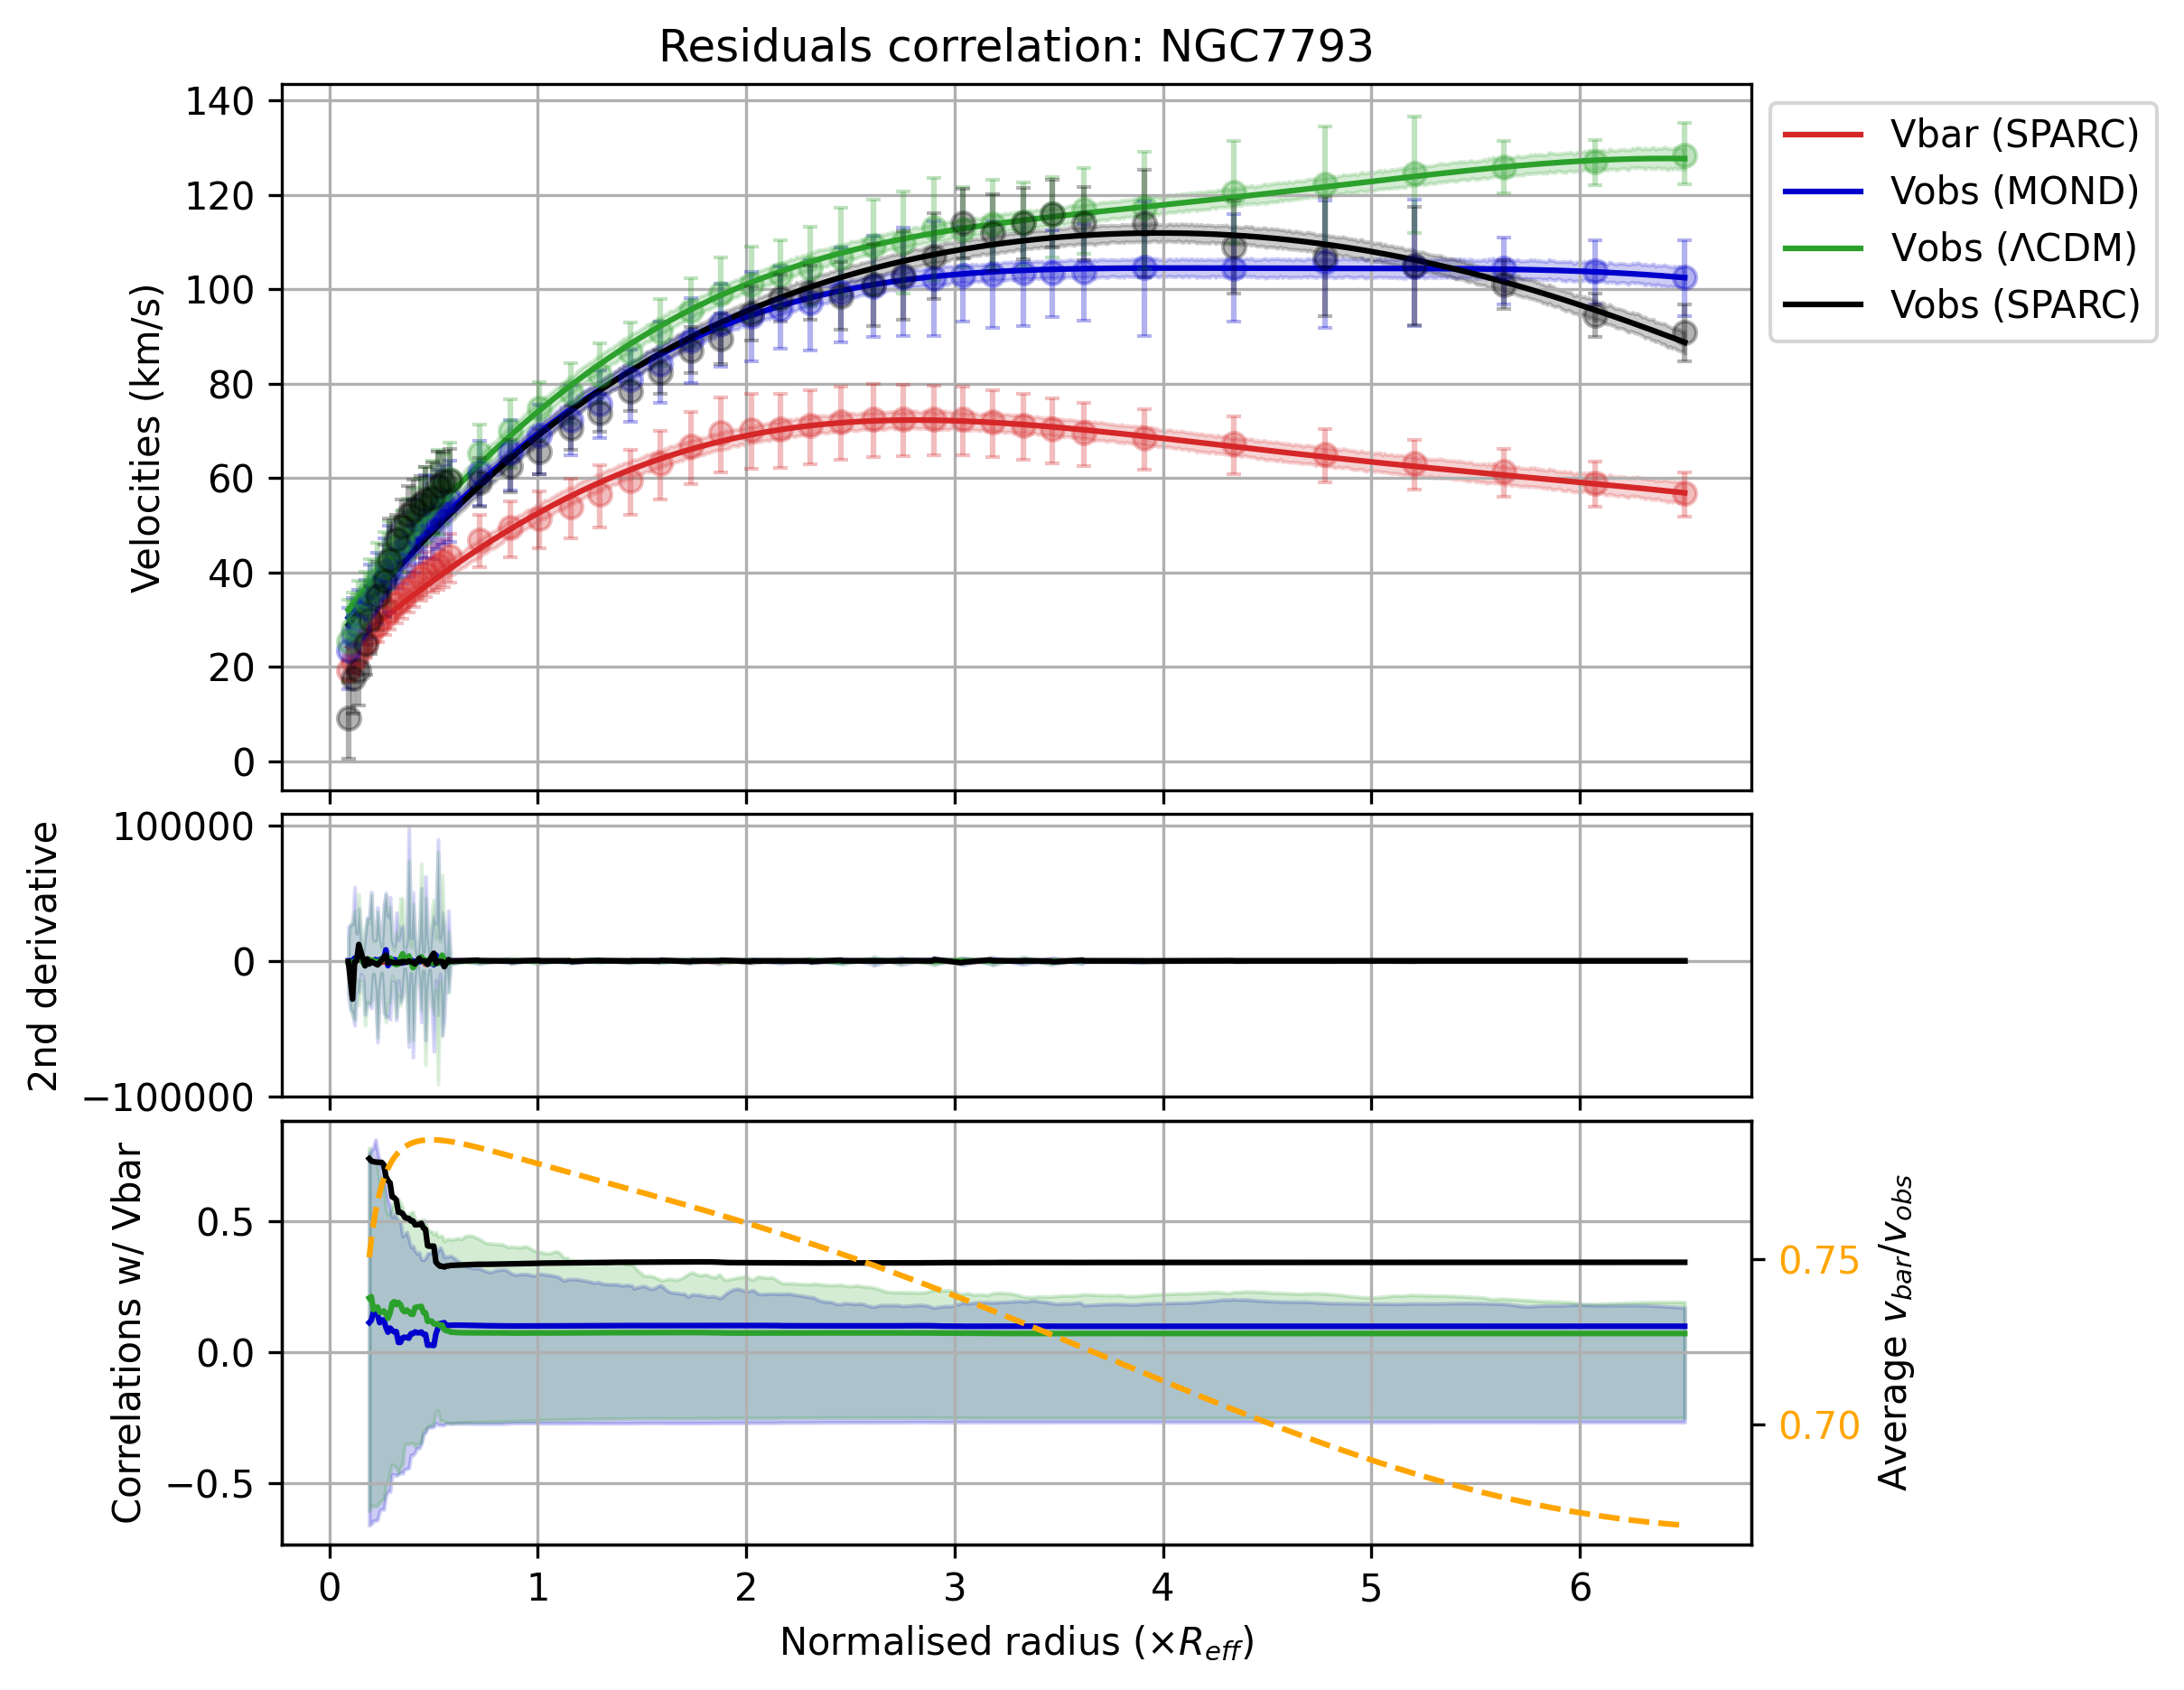 Residuals correlation: NGC7793
140
120
100
80
60
40
20
0
Velocities (km/s)
Vbar (SPARC)
Vobs (MOND)
Vobs (ΛCDM)
Vobs (SPARC)
100000
0
−100000
2nd derivative
0.5
0.0
−0.5
Correlations w/ Vbar
0.75
0.70
Average v_bar/v_obs
0 1 2 3 4 5 6
Normalised radius (×R_eff)